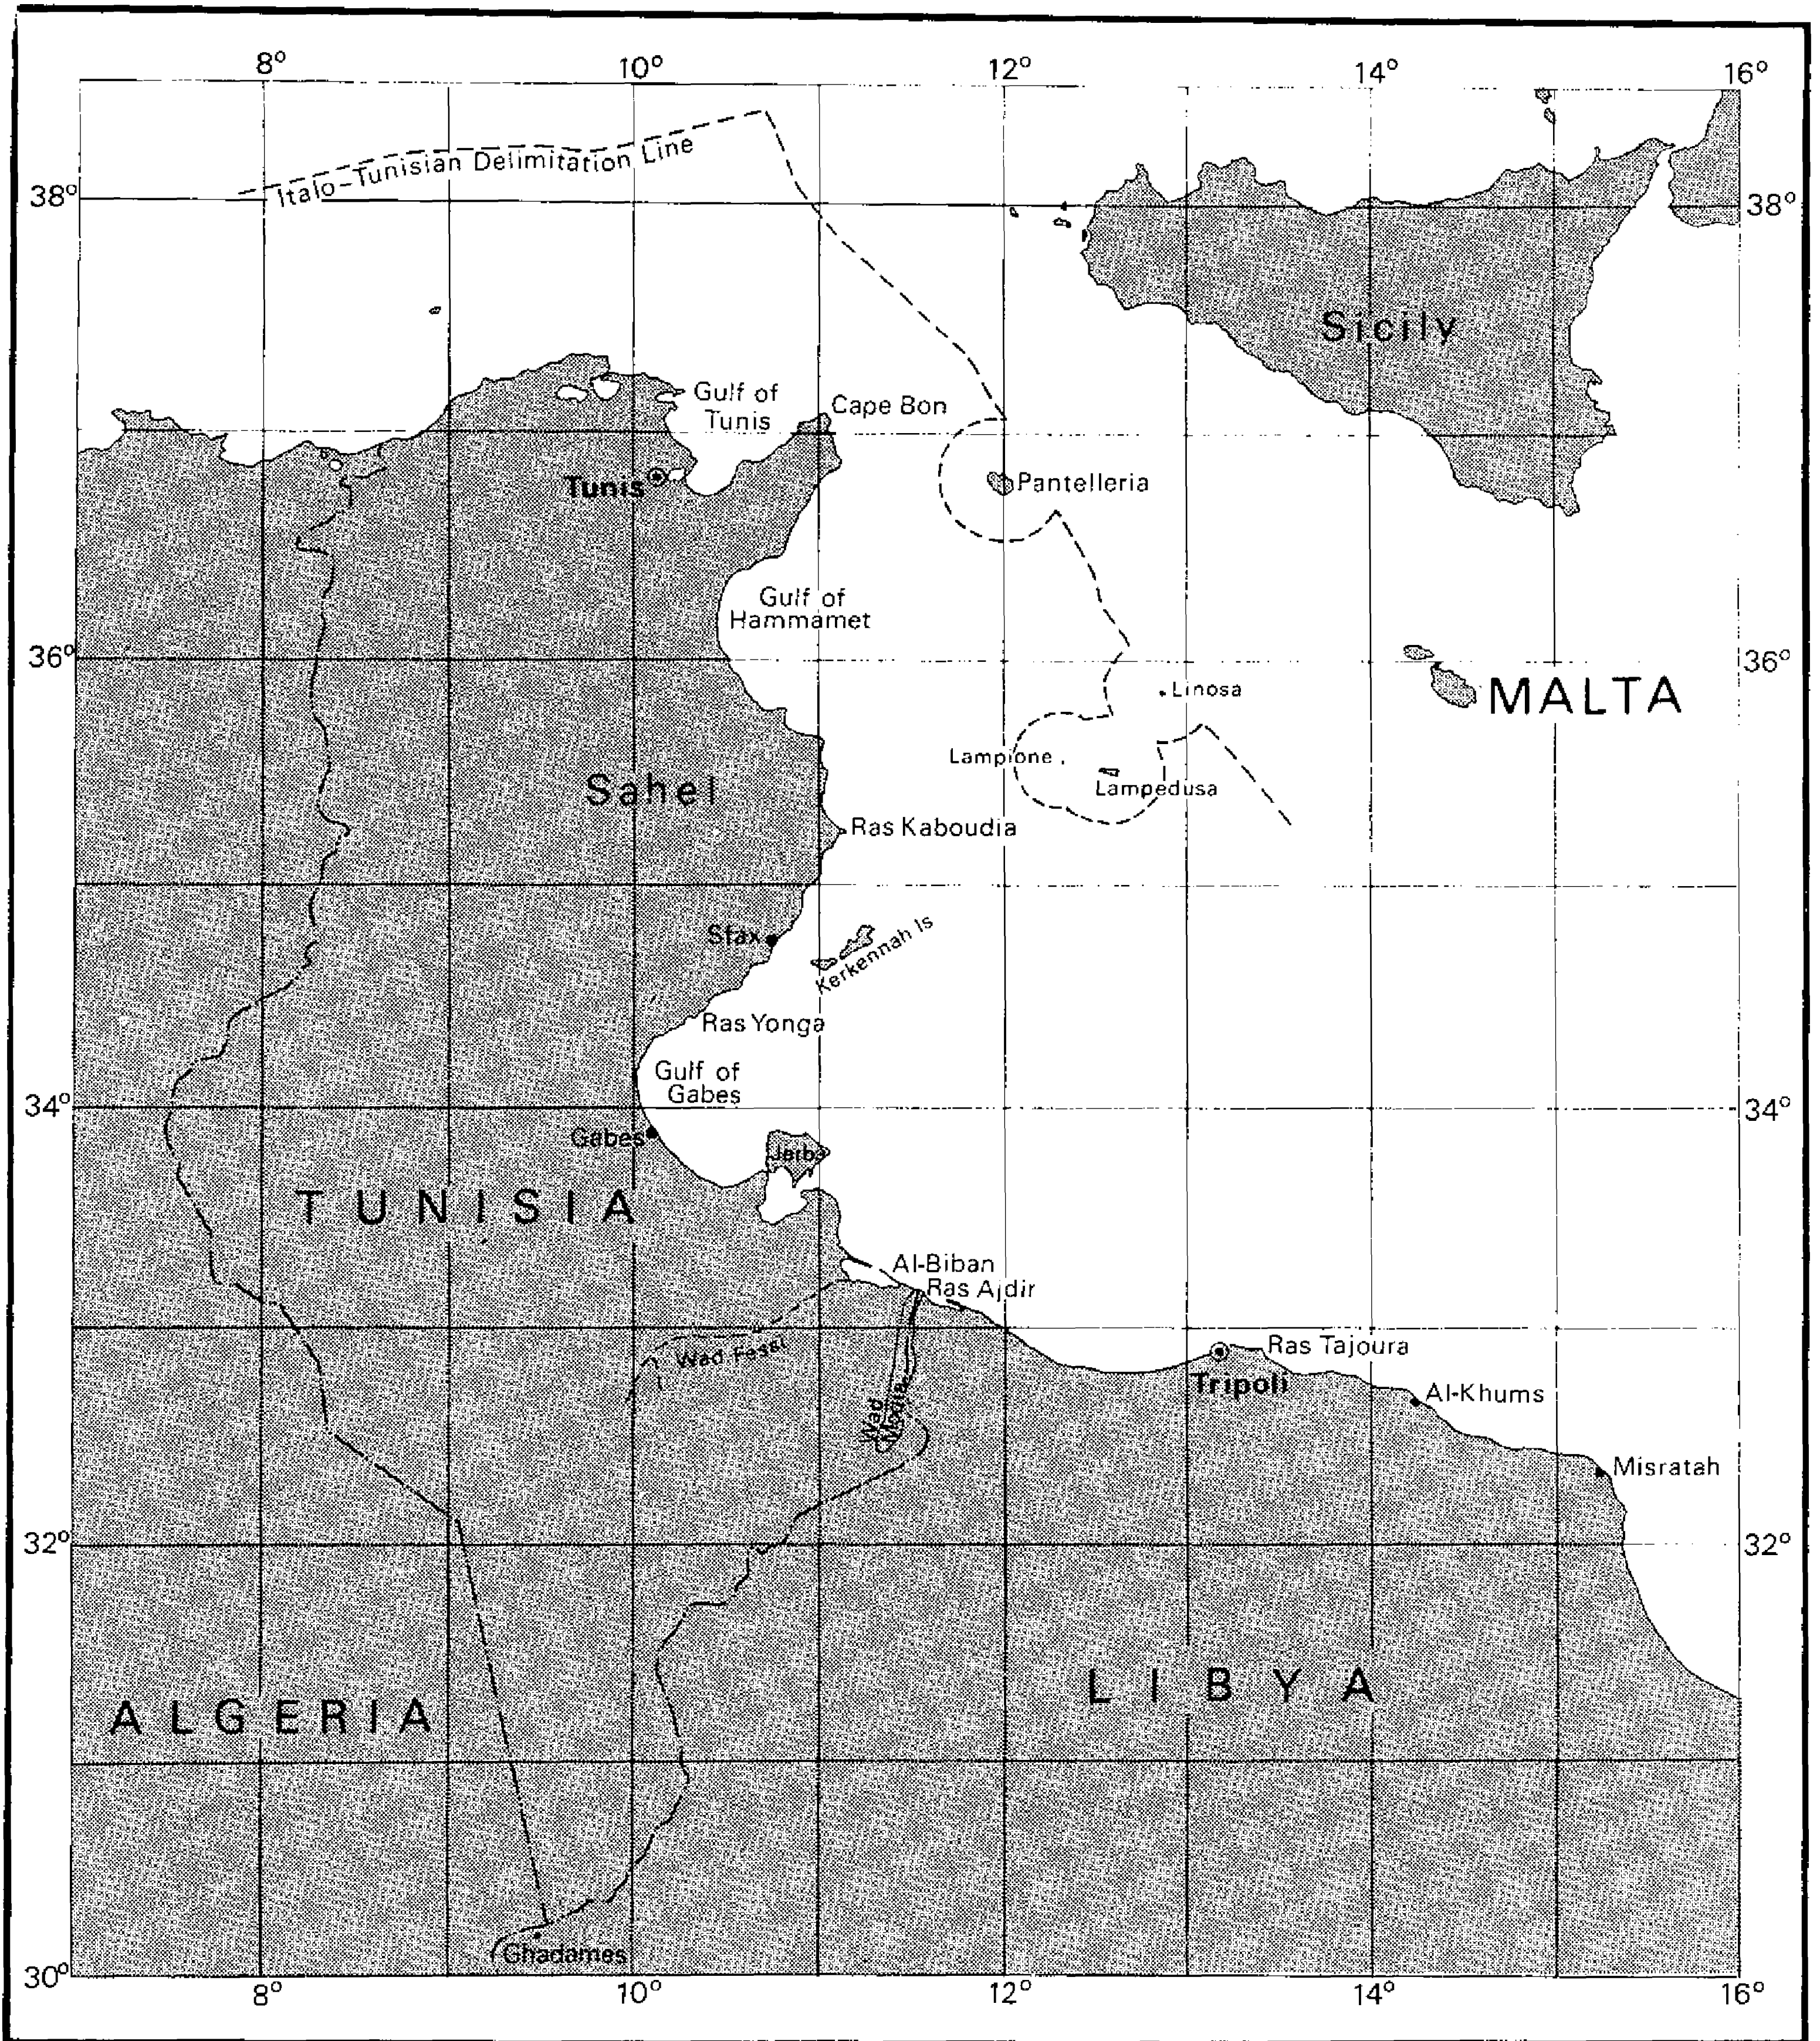 8° 10° 12° 14° 16°
Italo-Tunisian Delimitation Line
38° 38°
Sicily
Gulf of
Tunis
Cape Bon
Tunis
Pantelleria
Gulf of
Hammamet
36° 36°
Linosa
MALTA
Lampione
Lampedusa
Sahel
Ras Kaboudia
Sfax
Kerkennah Is
Ras Yonga
Gulf of
Gabes
34° 34°
Gabes
Jerba
TUNISIA
Al-Biban
Ras Ajdir
Wad Fessi
Ras Tajoura
Tripoli
Al-Khums
Wad
Mogta
Misratah
32° 32°
LIBYA
ALGERIA
Ghadames
30°
8° 10° 12° 14° 16°